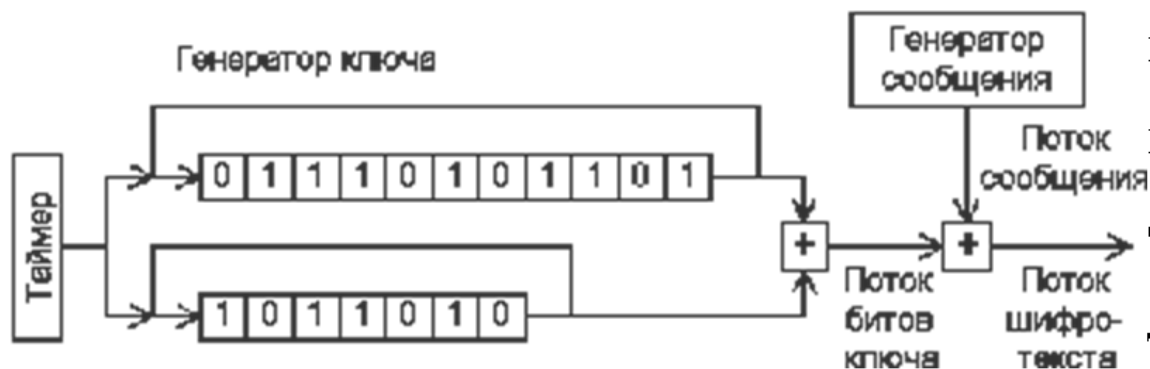 Генератор ключа
Генератор
сообщения
Поток
сообщения
Таймер
0 1 1 1 0 1 0 1 1 0 1
+
+
1 0 1 1 0 1 0
Поток
битов
ключа
Поток
шифро-
текста